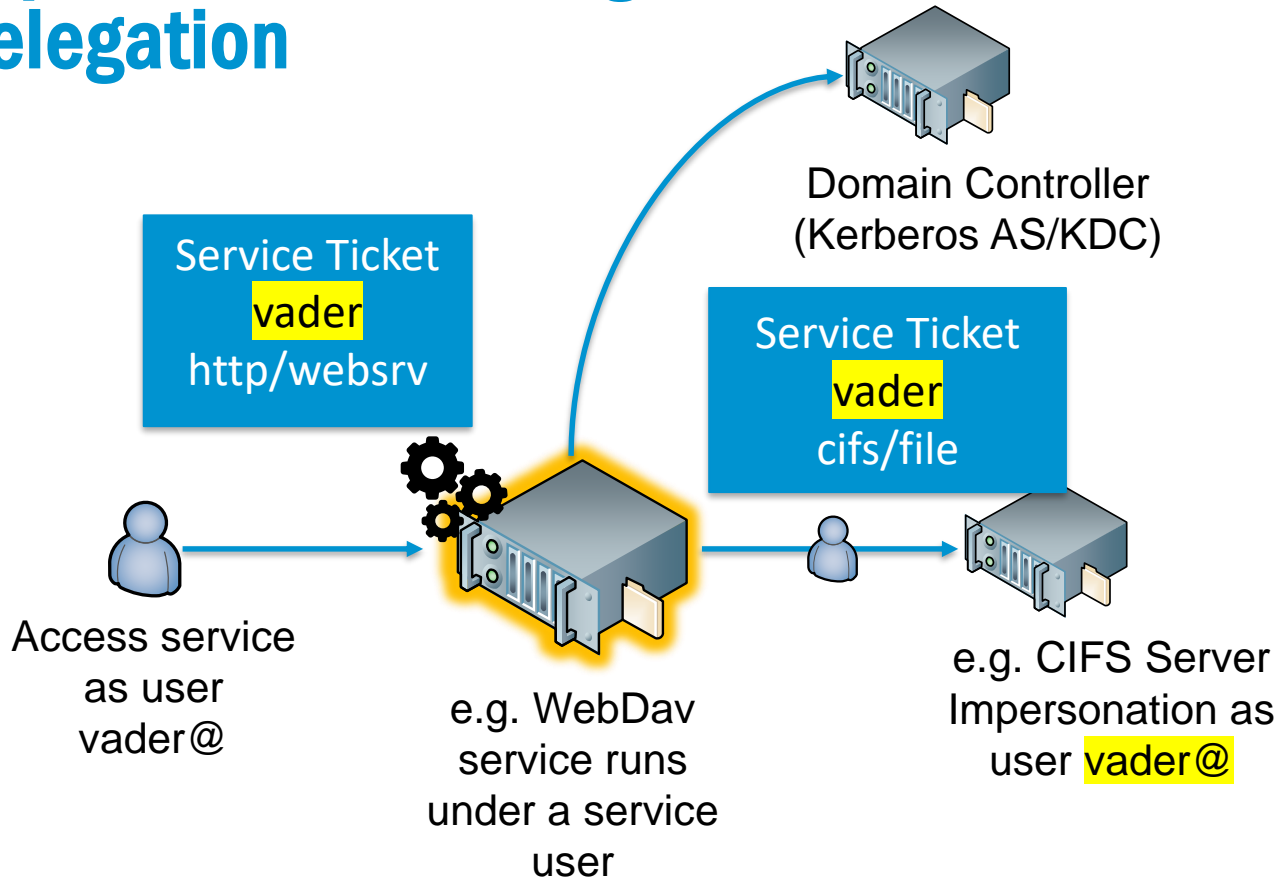 elegation
Domain Controller
(Kerberos AS/KDC)
Service Ticket
vader
http/websrv
Service Ticket
vader
cifs/file
Access service
as user
vader@
e.g. WebDav
service runs
under a service
user
e.g. CIFS Server
Impersonation as
user vader@